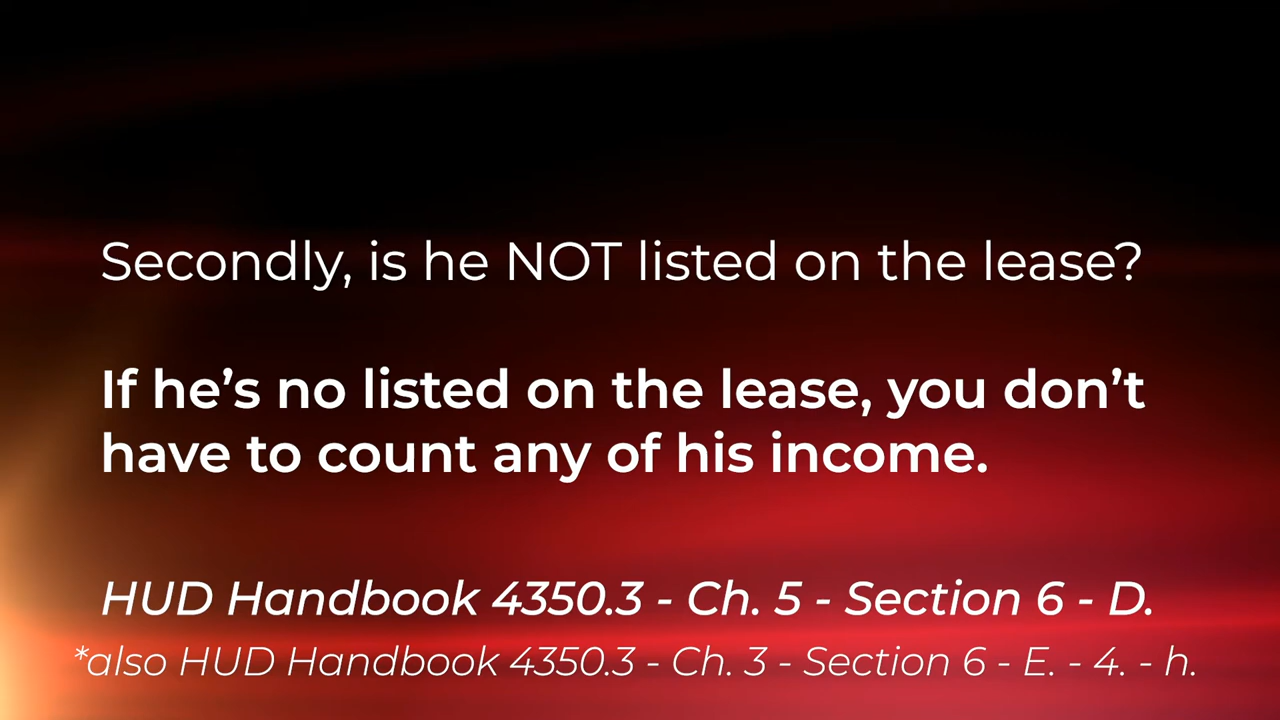 Secondly, is he NOT listed on the lease?
If he’s no listed on the lease, you don’t
have to count any of his income.
HUD Handbook 4350.3 - Ch. 5 - Section 6 - D.
*also HUD Handbook 4350.3 - Ch. 3 - Section 6 - E. - 4. - h.